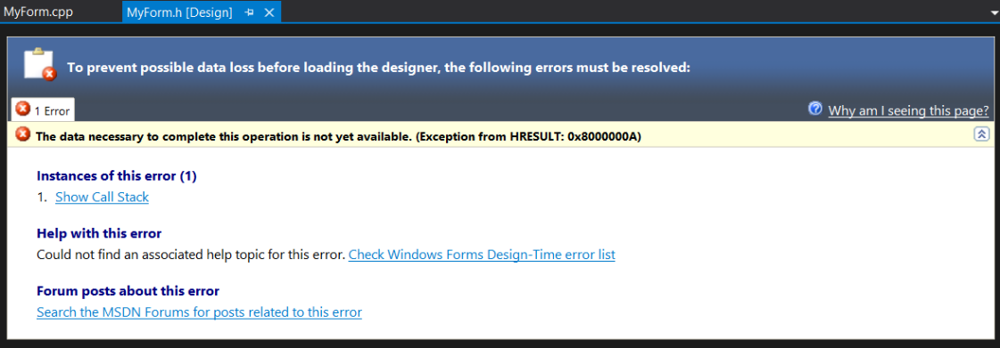 MyForm.cpp
MyForm.h [Design]
To prevent possible data loss before loading the designer, the following errors must be resolved:
1 Error
Why am I seeing this page?
The data necessary to complete this operation is not yet available. (Exception from HRESULT: 0x8000000A)
Instances of this error (1)
1. Show Call Stack
Help with this error
Could not find an associated help topic for this error. Check Windows Forms Design-Time error list
Forum posts about this error
Search the MSDN Forums for posts related to this error